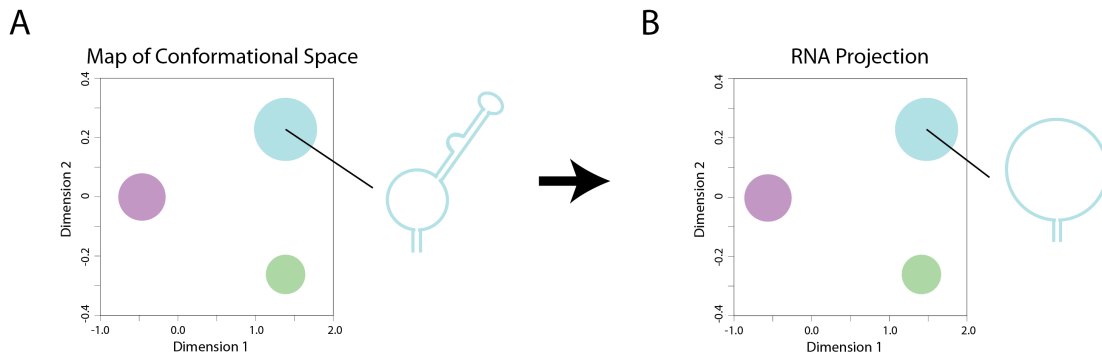 A
Map of Conformational Space
0.4
0.2
0
-0.2
-0.4
Dimension 2
-1.0 0.0 1.0 2.0
Dimension 1
B
RNA Projection
0.4
0.2
0
-0.2
-0.4
Dimension 2
-1.0 0.0 1.0 2.0
Dimension 1